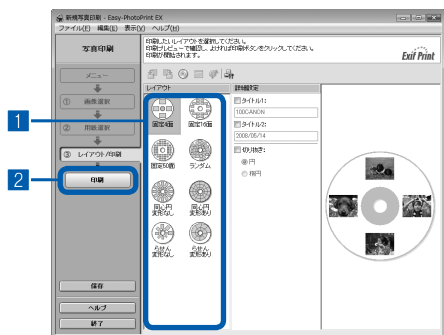 新規写真印刷 - Easy-PhotoPrint EX
ファイル(F) 編集(E) 表示(V) ヘルプ(H)
写真印刷
印刷したいレイアウトを選択してください。
印刷プレビューで確認し、よければ印刷ボタンをクリックしてください。
印刷が開始されます。
Exif Print
メニュー
① 画像選択
② 用紙選択
③ レイアウト/印刷
印刷
保存
ヘルプ
終了
1
2
レイアウト
固定4面
固定16面
固定50面
ランダム
同心円
変形なし
同心円
変形あり
らせん
変形なし
らせん
変形あり
詳細設定
タイトル1:
100CANON
タイトル2:
2008/05/14
切り抜き:
円
楕円